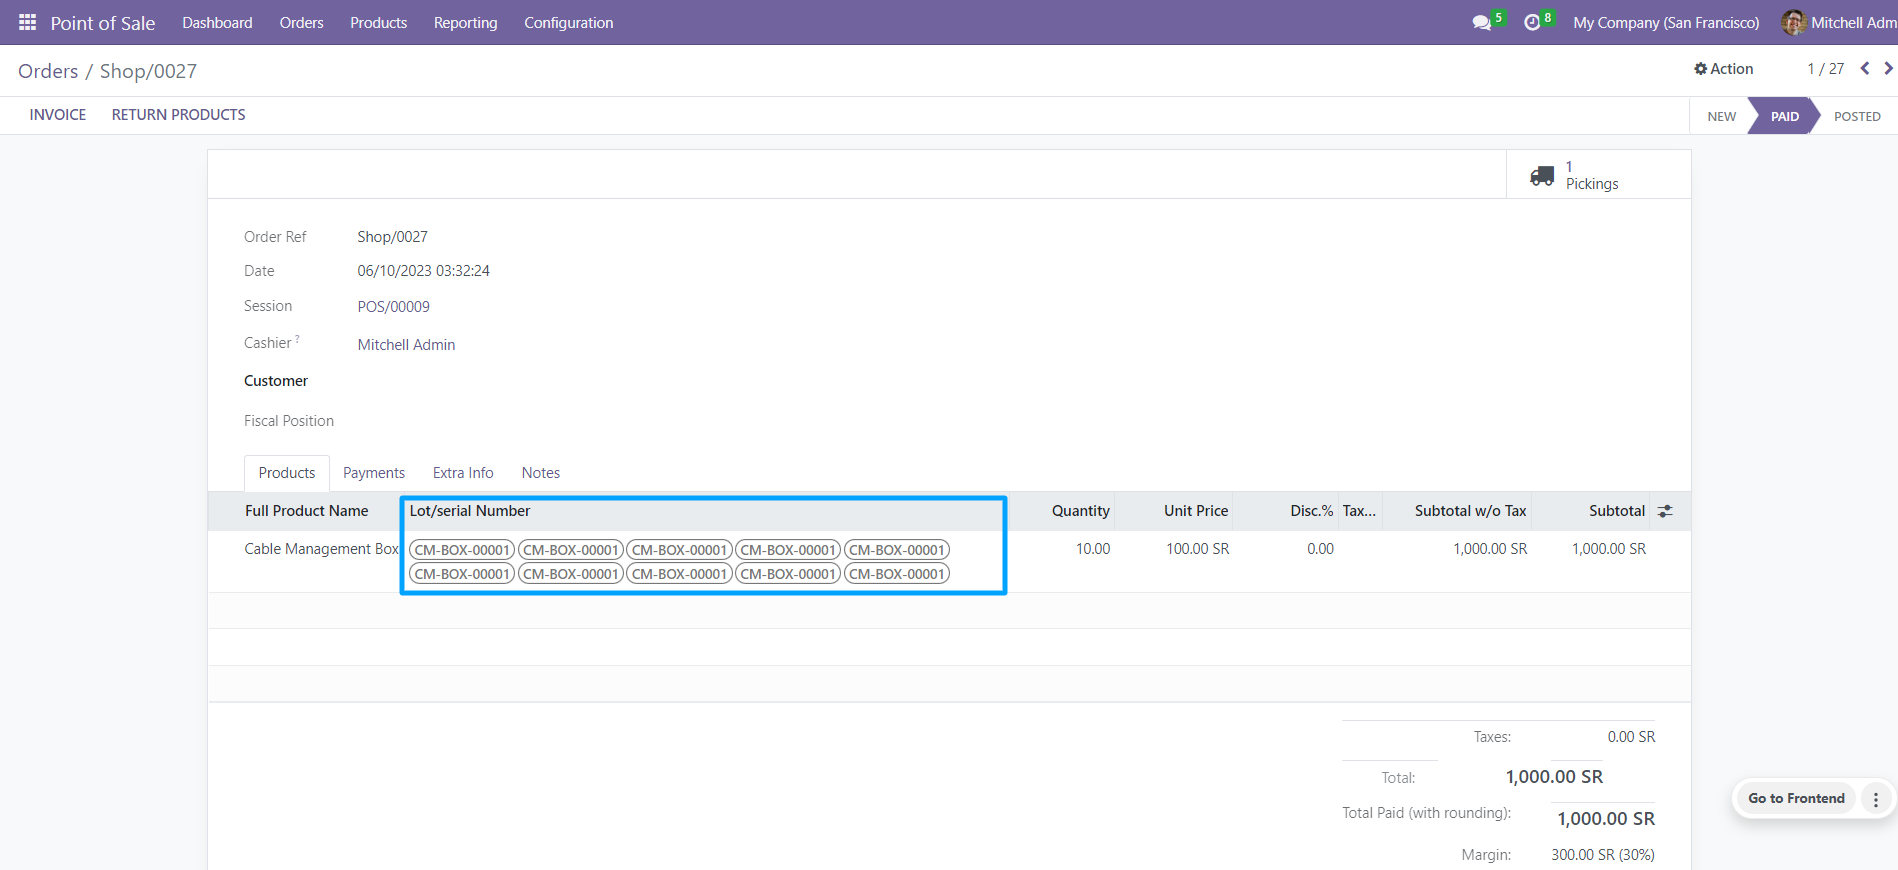 Point of Sale Dashboard Orders Products Reporting Configuration 5 8 My Company (San Francisco) Mitchell Adm
Orders / Shop/0027 Action 1 / 27
INVOICE RETURN PRODUCTS NEW PAID POSTED
1
Pickings
Order Ref Shop/0027
Date 06/10/2023 03:32:24
Session POS/00009
Cashier ? Mitchell Admin
Customer
Fiscal Position
Products Payments Extra Info Notes
Full Product Name Lot/serial Number Quantity Unit Price Disc.% Tax... Subtotal w/o Tax Subtotal
Cable Management Box CM-BOX-00001 CM-BOX-00001 CM-BOX-00001 CM-BOX-00001 CM-BOX-00001 10.00 100.00 SR 0.00 1,000.00 SR 1,000.00 SR
CM-BOX-00001 CM-BOX-00001 CM-BOX-00001 CM-BOX-00001 CM-BOX-00001
Taxes: 0.00 SR
Total: 1,000.00 SR
Go to Frontend
Total Paid (with rounding): 1,000.00 SR
Margin: 300.00 SR (30%)